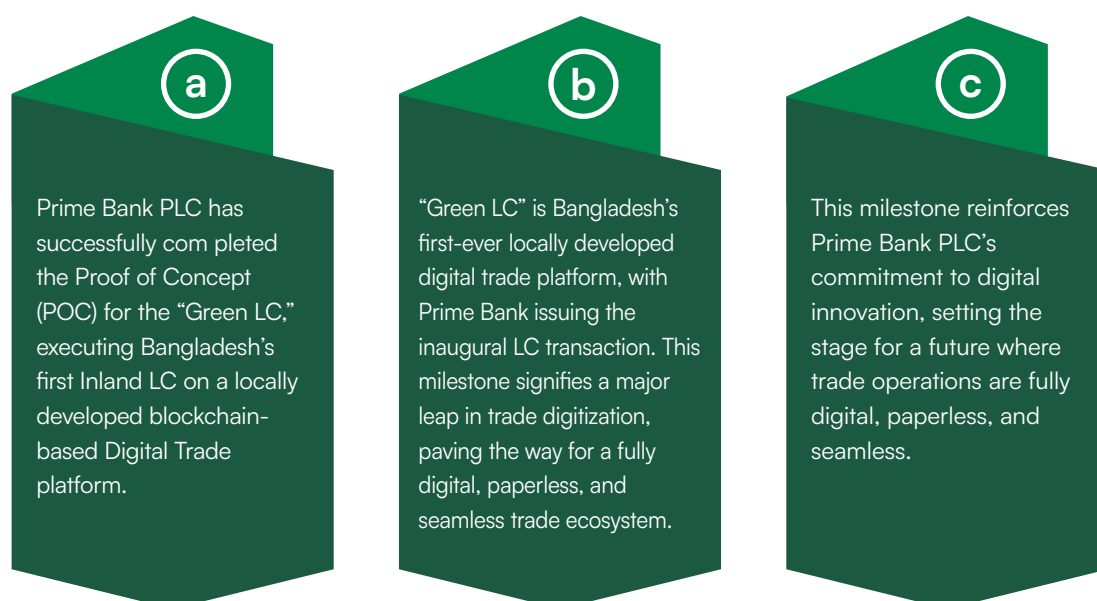 a
Prime Bank PLC has
successfully com pleted
the Proof of Concept
(POC) for the “Green LC,”
executing Bangladesh’s
first Inland LC on a locally
developed blockchain-
based Digital Trade
platform.
b
“Green LC” is Bangladesh’s
first-ever locally developed
digital trade platform, with
Prime Bank issuing the
inaugural LC transaction. This
milestone signifies a major
leap in trade digitization,
paving the way for a fully
digital, paperless, and
seamless trade ecosystem.
c
This milestone reinforces
Prime Bank PLC’s
commitment to digital
innovation, setting the
stage for a future where
trade operations are fully
digital, paperless, and
seamless.